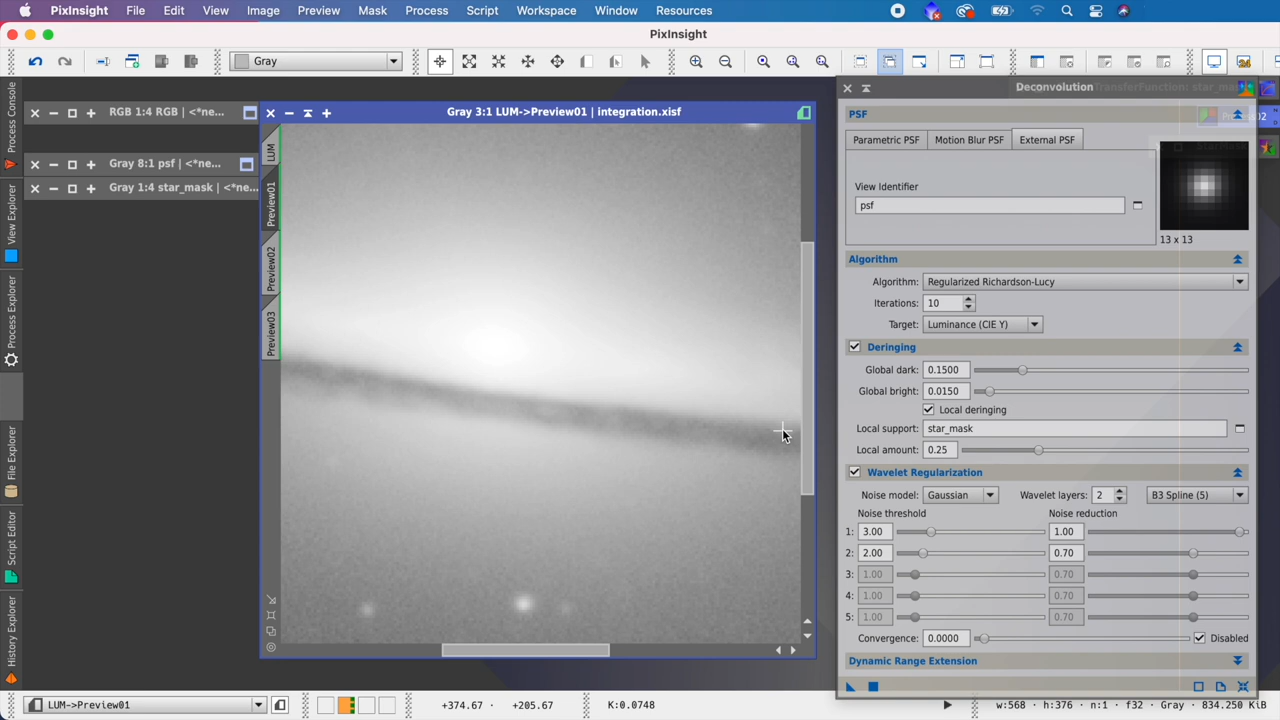 PixInsight File Edit View Image Preview Mask Process Script Workspace Window Resources
PixInsight
Gray
Process Console
View Explorer
Process Explorer
File Explorer
Script Editor
History Explorer
RGB 1:4 RGB | <*ne...
Gray 8:1 psf | <*ne...
Gray 1:4 star_mask | <*ne...
Gray 3:1 LUM->Preview01 | integration.xisf
LUM
Preview01
Preview02
Preview03
Deconvolution
PSF
Parametric PSF Motion Blur PSF External PSF
View Identifier
psf
13 x 13
Algorithm
Algorithm: Regularized Richardson-Lucy
Iterations: 10
Target: Luminance (CIE Y)
Deringing
Global dark: 0.1500
Global bright: 0.0150
Local deringing
Local support: star_mask
Local amount: 0.25
Wavelet Regularization
Noise model: Gaussian Wavelet layers: 2 B3 Spline (5)
Noise threshold Noise reduction
1: 3.00 1.00
2: 2.00 0.70
3: 1.00 0.70
4: 1.00 0.70
5: 1.00 0.70
Convergence: 0.0000 Disabled
Dynamic Range Extension
LUM->Preview01 +374.67 · +205.67 K:0.0748 w:568 · h:376 · n:1 · f32 · Gray · 834.250 KiB